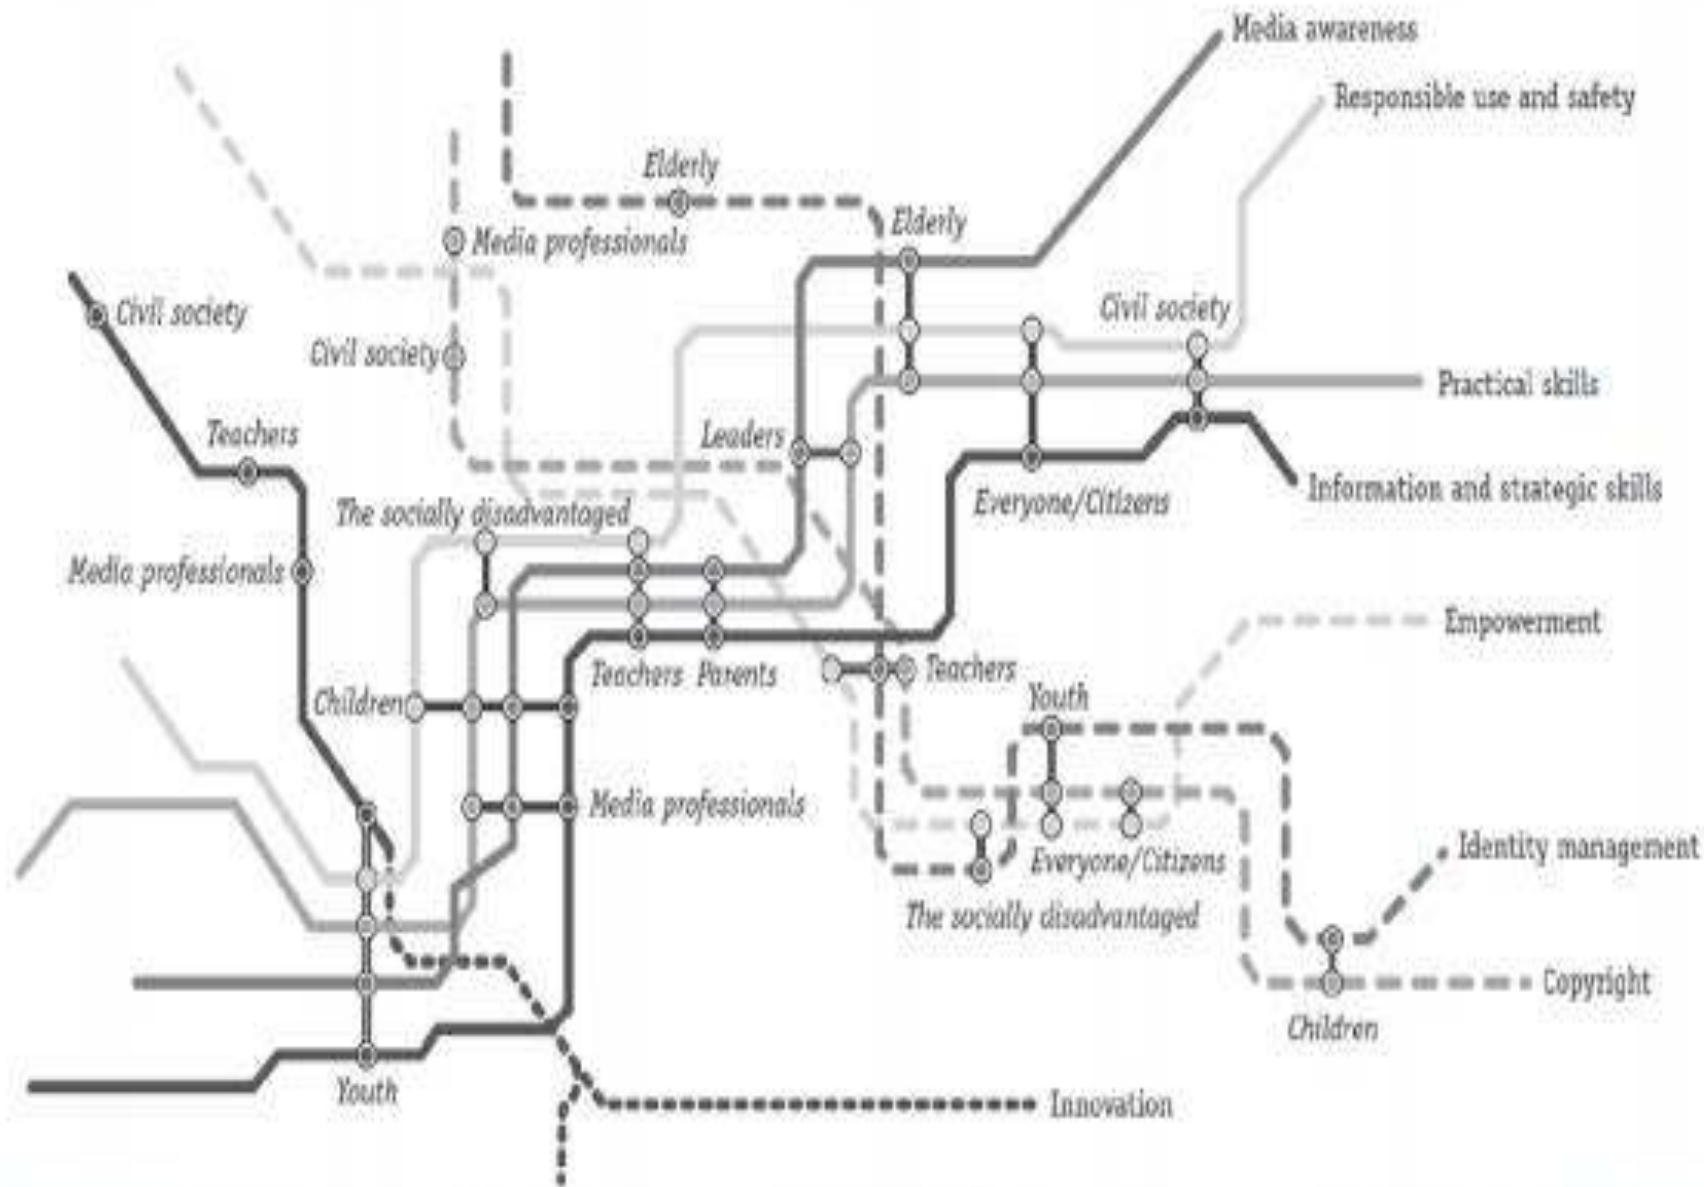 Media awareness
Responsible use and safety
Elderly
Elderly
Media professionals
Civil society
Civil society
Civil society
Practical skills
Teachers
Leaders
Information and strategic skills
Everyone/Citizens
The socially disadvantaged
Media professionals
Empowerment
Teachers Parents
Teachers
Children
Youth
Media professionals
Everyone/Citizens
Identity management
The socially disadvantaged
Copyright
Children
Youth
Innovation